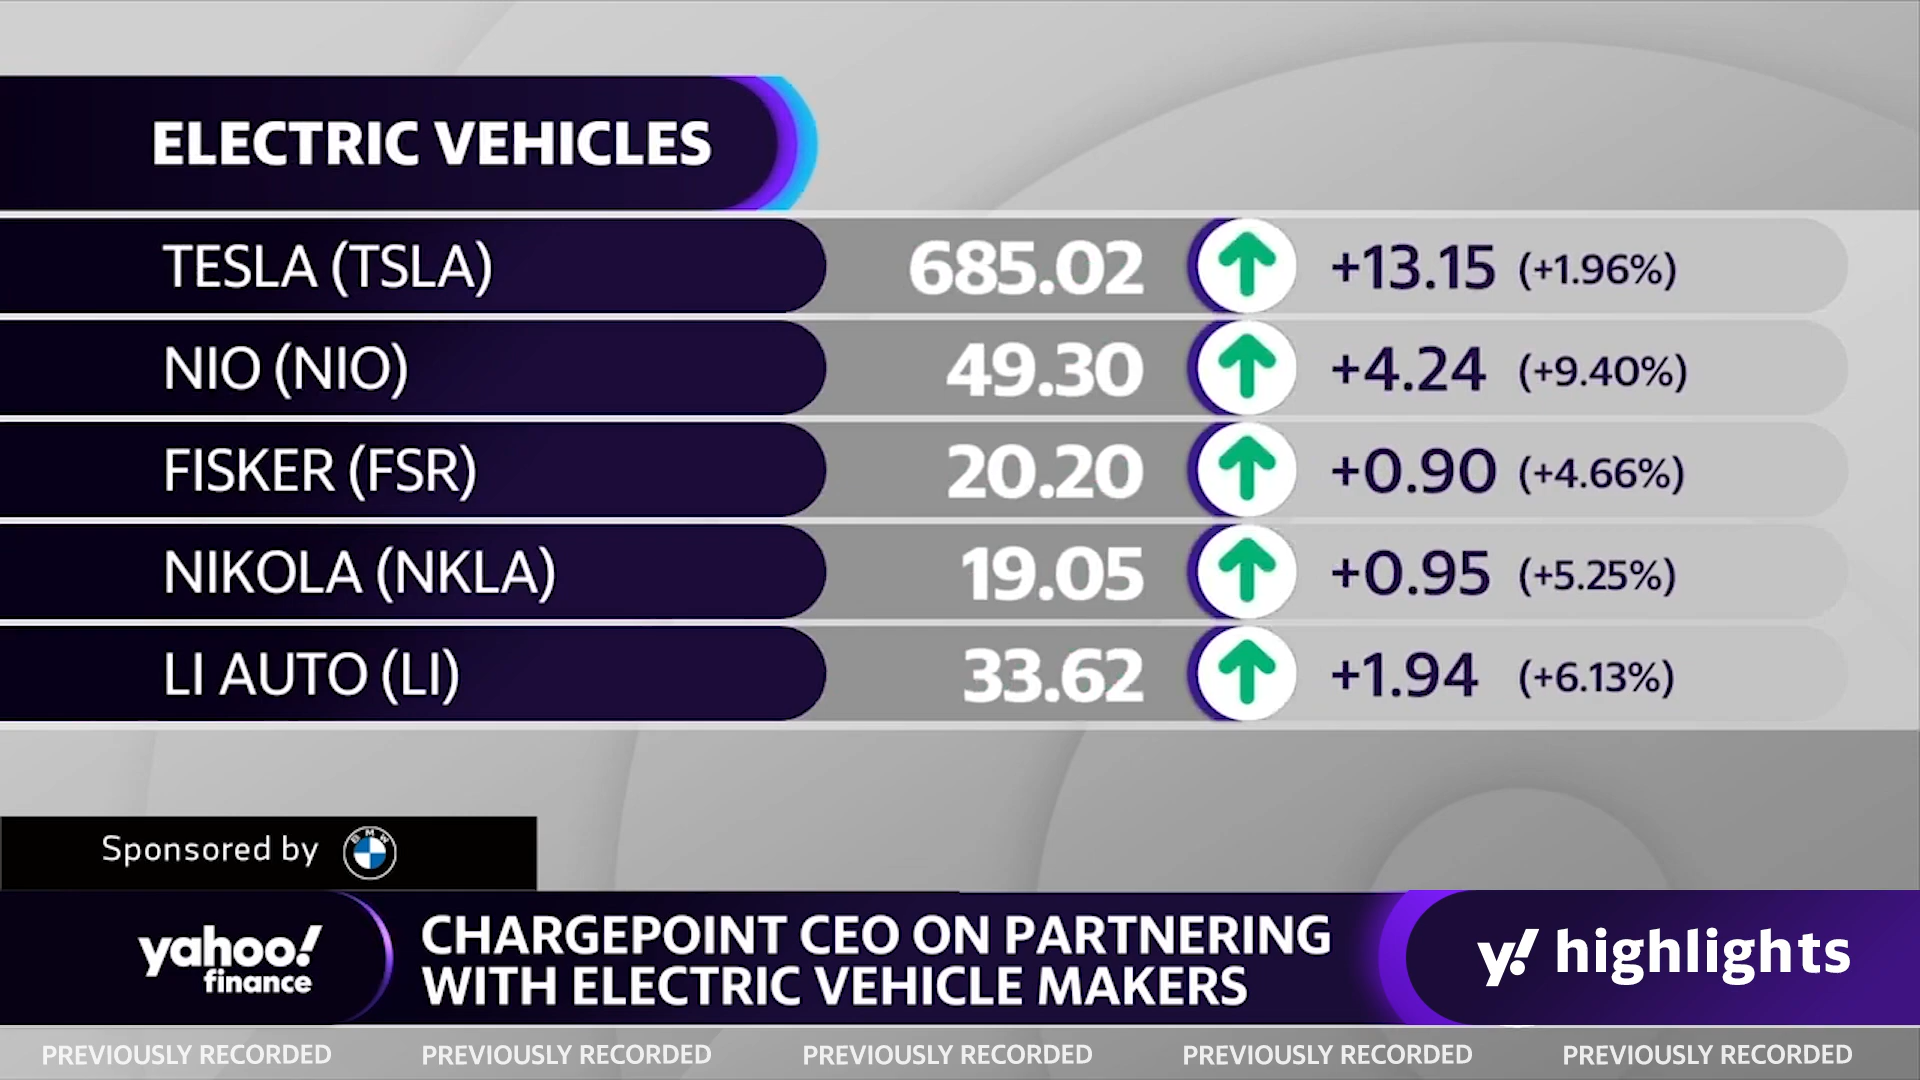 ELECTRIC VEHICLES
TESLA (TSLA) 685.02 +13.15 (+1.96%)
NIO (NIO) 49.30 +4.24 (+9.40%)
FISKER (FSR) 20.20 +0.90 (+4.66%)
NIKOLA (NKLA) 19.05 +0.95 (+5.25%)
LI AUTO (LI) 33.62 +1.94 (+6.13%)
Sponsored by BMW
yahoo!
finance
CHARGEPOINT CEO ON PARTNERING
WITH ELECTRIC VEHICLE MAKERS
y! highlights
PREVIOUSLY RECORDED PREVIOUSLY RECORDED PREVIOUSLY RECORDED PREVIOUSLY RECORDED PREVIOUSLY RECORDED